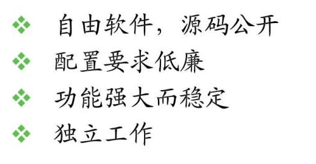 自由软件，源码公开
配置要求低廉
功能强大而稳定
独立工作